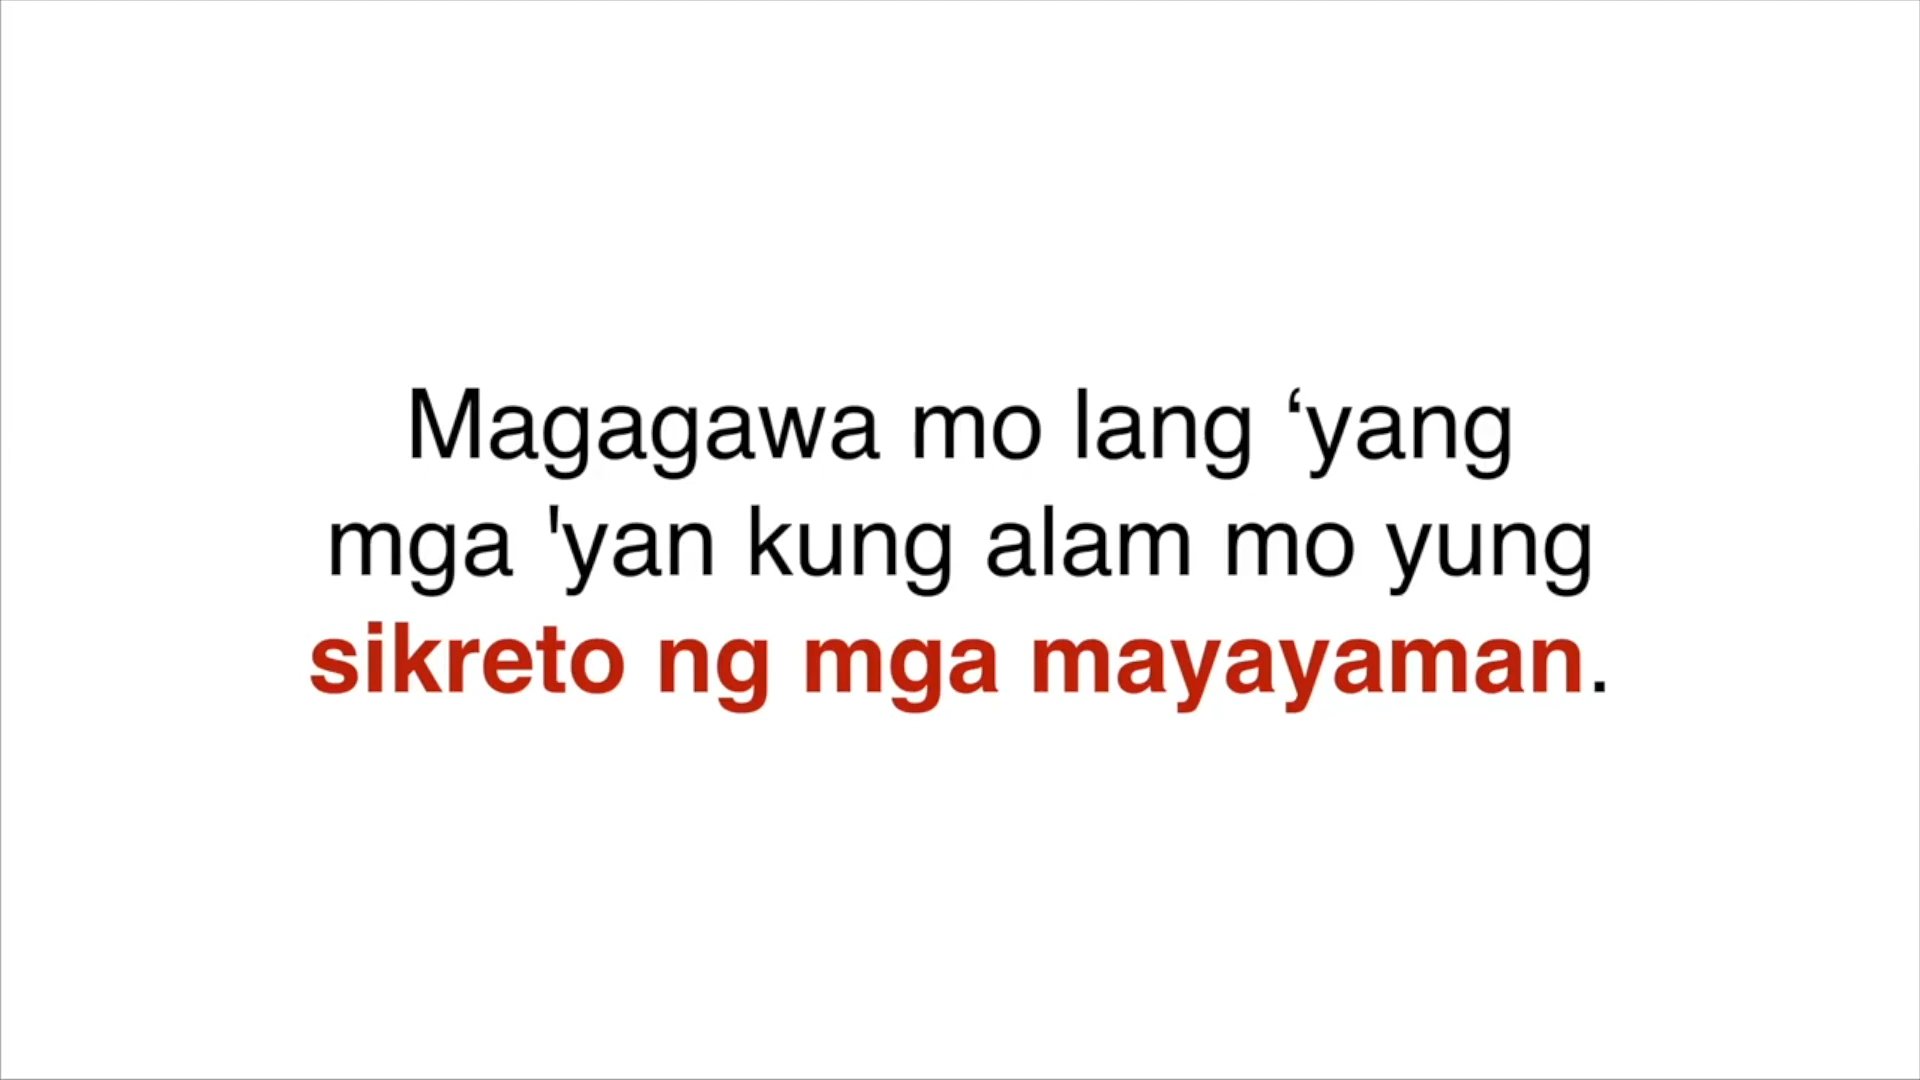 Magagawa mo lang ‘yang
mga 'yan kung alam mo yung
sikreto ng mga mayayaman.